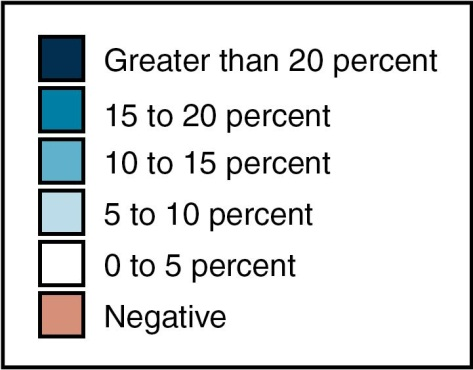 Greater than 20 percent
15 to 20 percent
10 to 15 percent
5 to 10 percent
0 to 5 percent
Negative